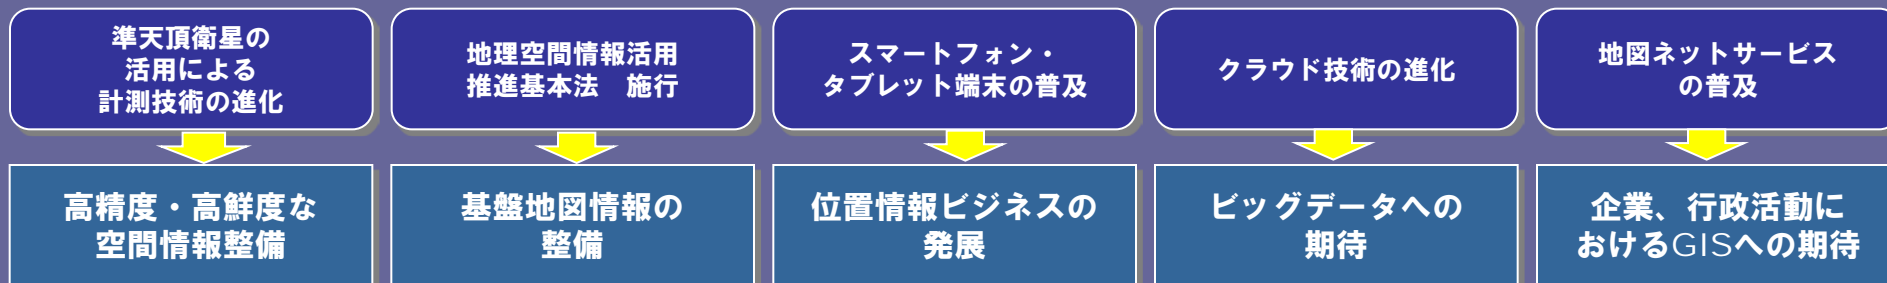 準天頂衛星の
活用による
計測技術の進化
地理空間情報活用
推進基本法　施行
スマートフォン・
タブレット端末の普及
クラウド技術の進化
地図ネットサービス
の普及
高精度・高鮮度な
空間情報整備
基盤地図情報の
整備
位置情報ビジネスの
発展
ビッグデータへの
期待
企業、行政活動に
おけるGISへの期待